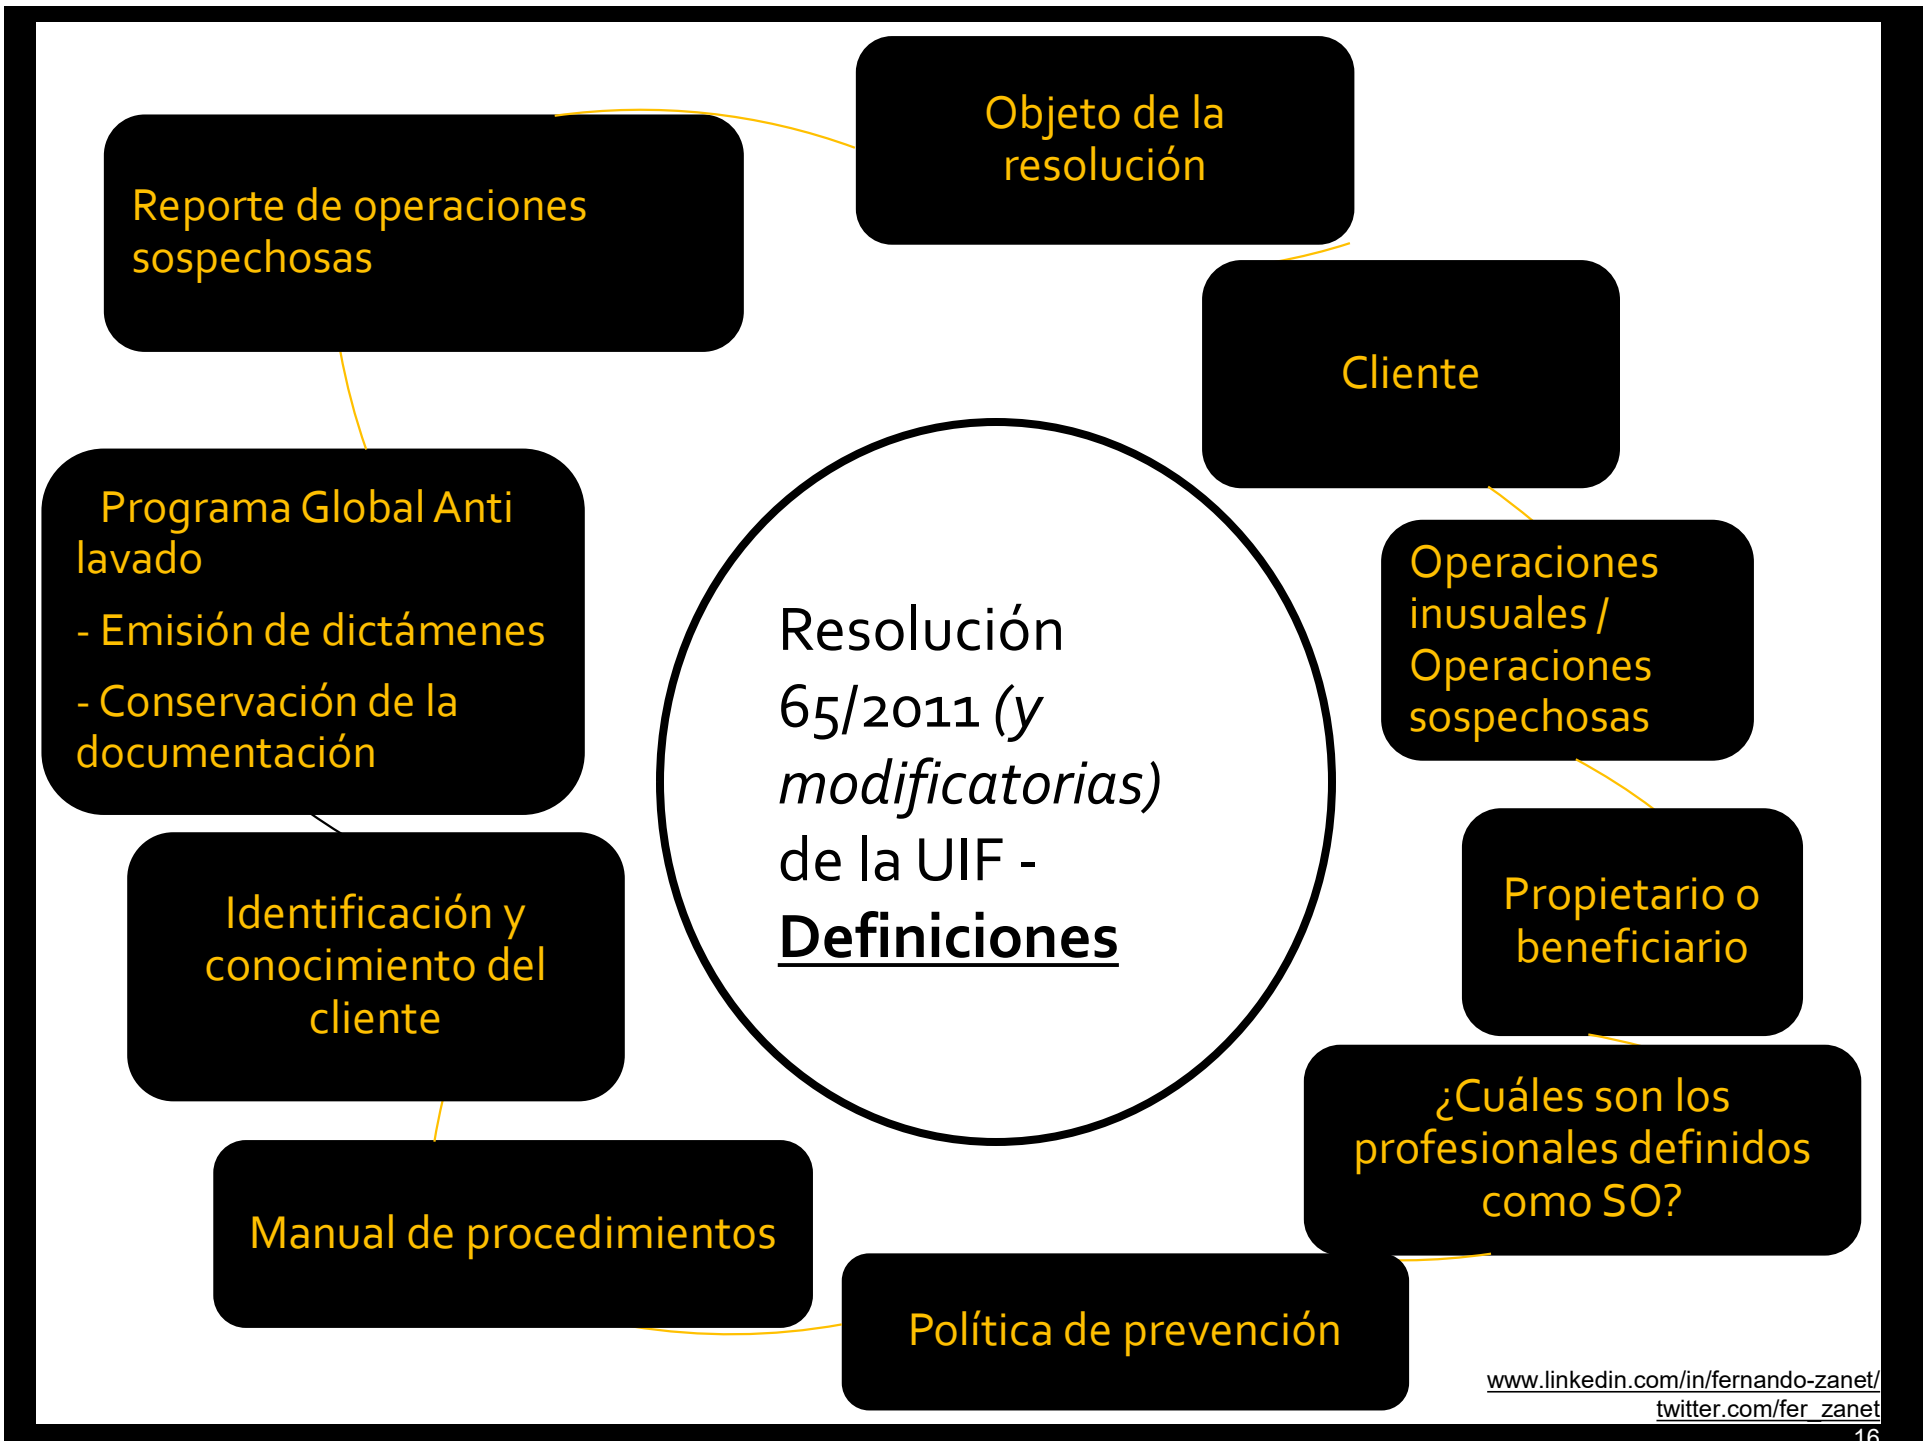 Objeto de la
resolución
Reporte de operaciones
sospechosas
Cliente
Programa Global Anti
lavado
- Emisión de dictámenes
- Conservación de la
documentación
Operaciones
inusuales /
Operaciones
sospechosas
Resolución
65/2011 (y
modificatorias)
de la UIF -
Definiciones
Propietario o
beneficiario
Identificación y
conocimiento del
cliente
¿Cuáles son los
profesionales definidos
como SO?
Manual de procedimientos
Política de prevención
www.linkedin.com/in/fernando-zanet/
twitter.com/fer_zanet
16